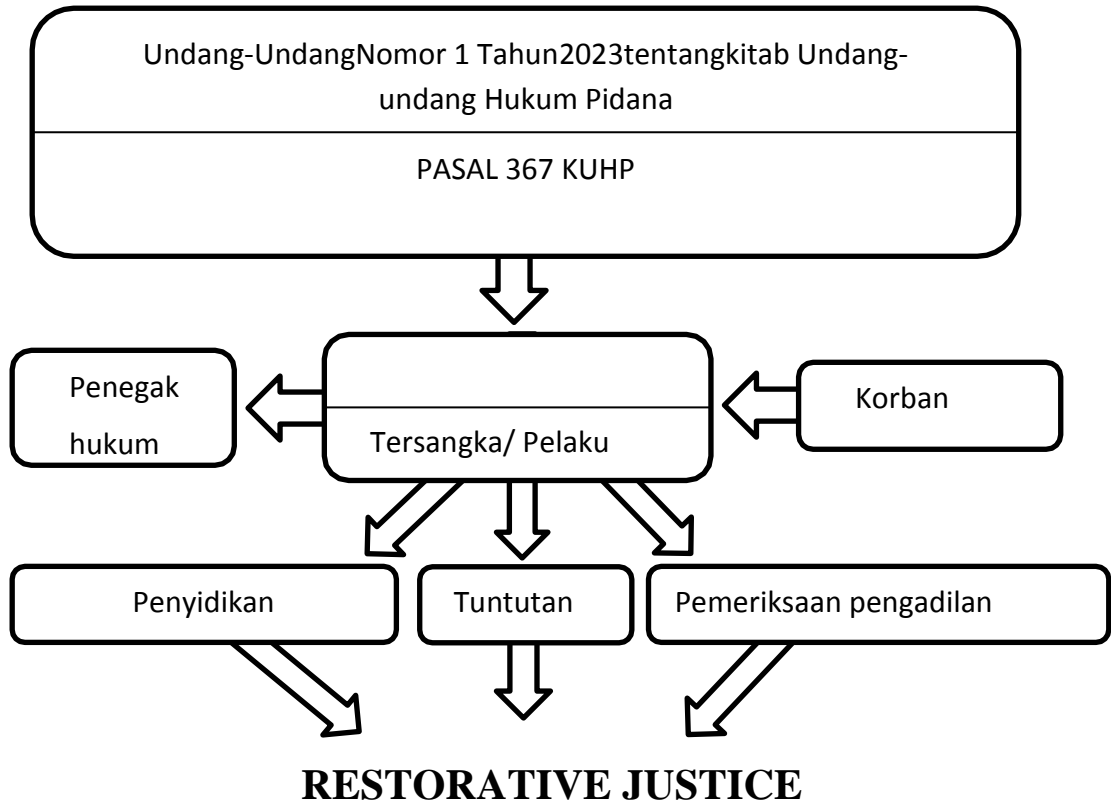 Undang-UndangNomor 1 Tahun2023tentangkitab Undang-
undang Hukum Pidana
PASAL 367 KUHP
Penegak
hukum
Tersangka/ Pelaku
Korban
Penyidikan
Tuntutan
Pemeriksaan pengadilan
RESTORATIVE JUSTICE